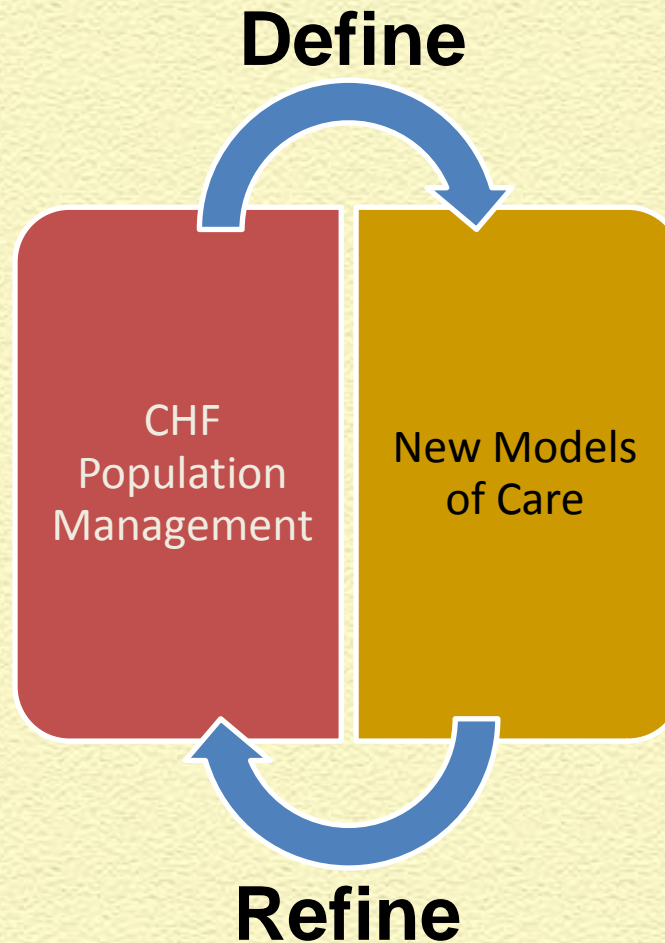 Define
CHF
Population
Management
New Models
of Care
Refine